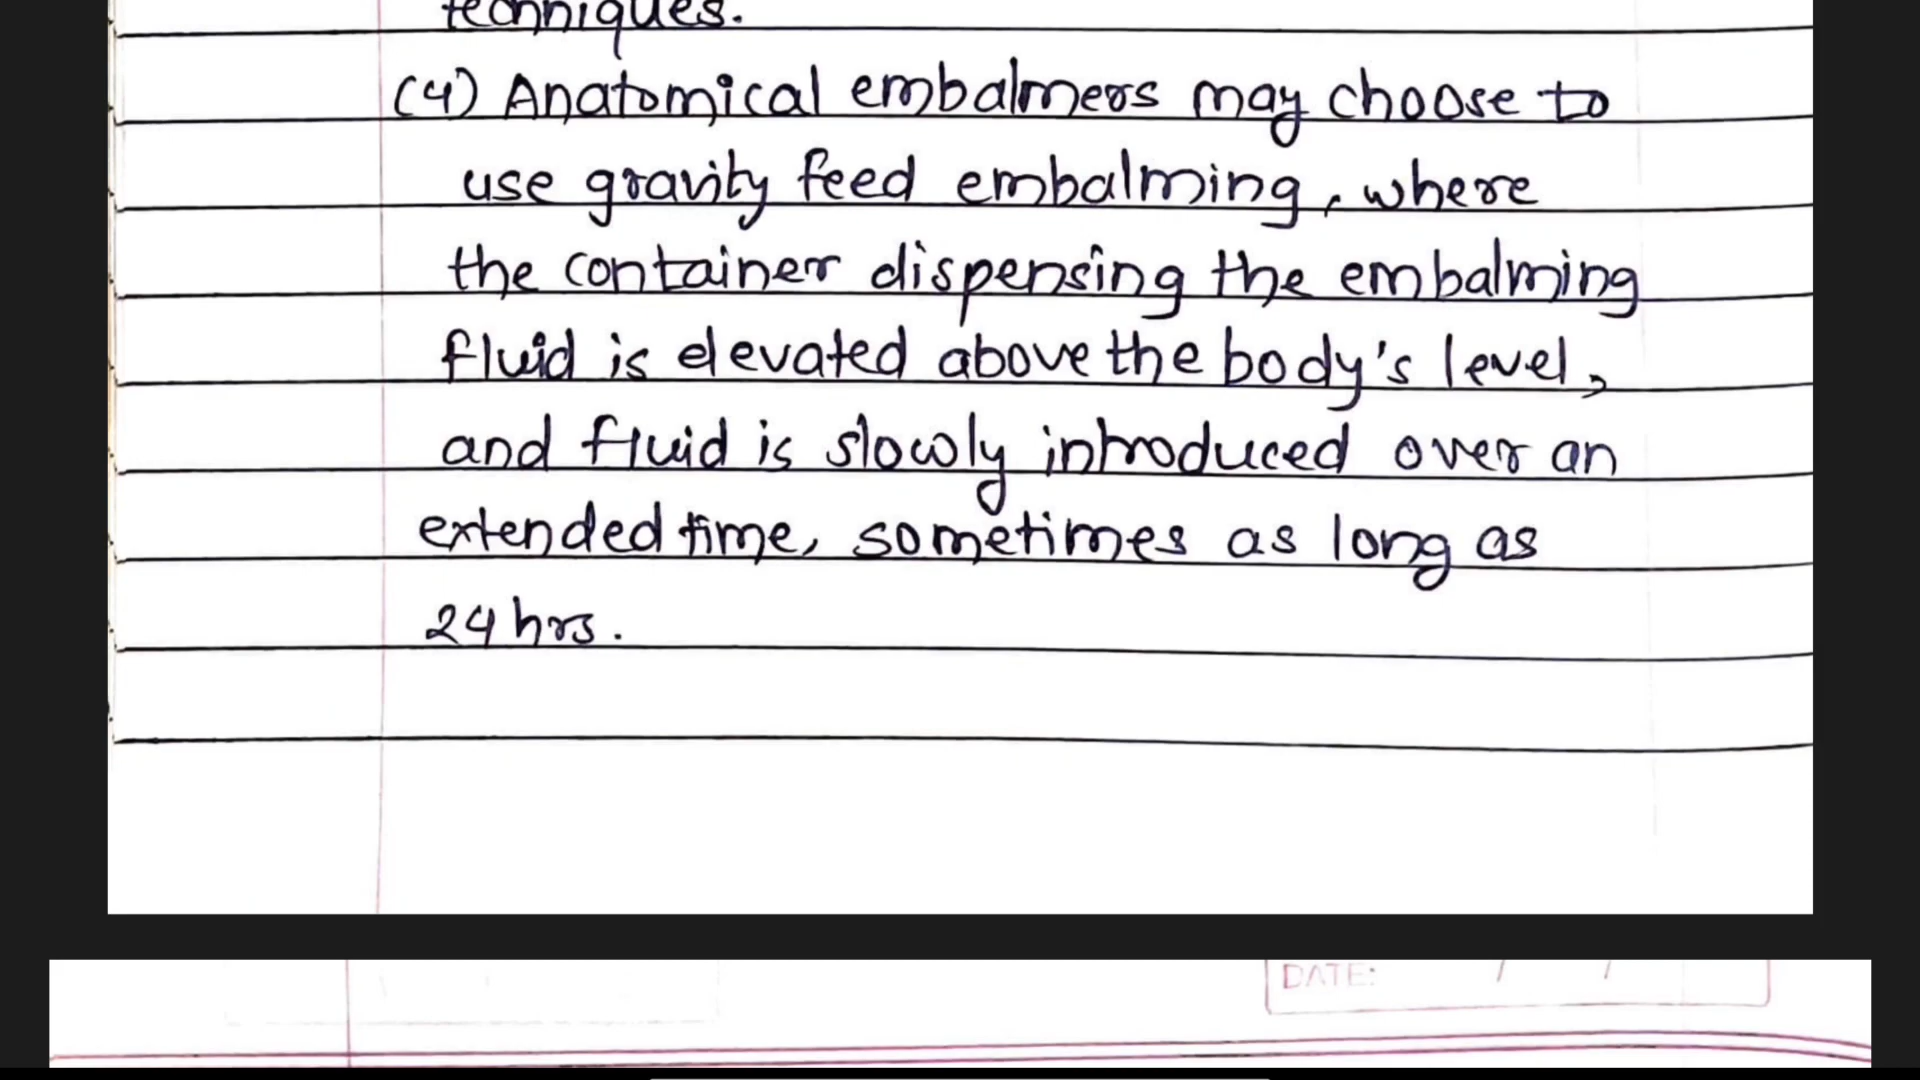 techniques.
(4) Anatomical embalmers may choose to
use gravity feed embalming, where
the container dispensing the embalming
fluid is elevated above the body's level,
and fluid is slowly introduced over an
extended time, sometimes as long as
24 hrs.
DATE: / /